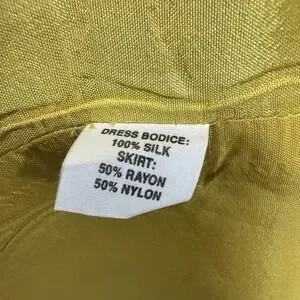 DRESS BODICE:
100% SILK
SKIRT:
50% RAYON
50% NYLON